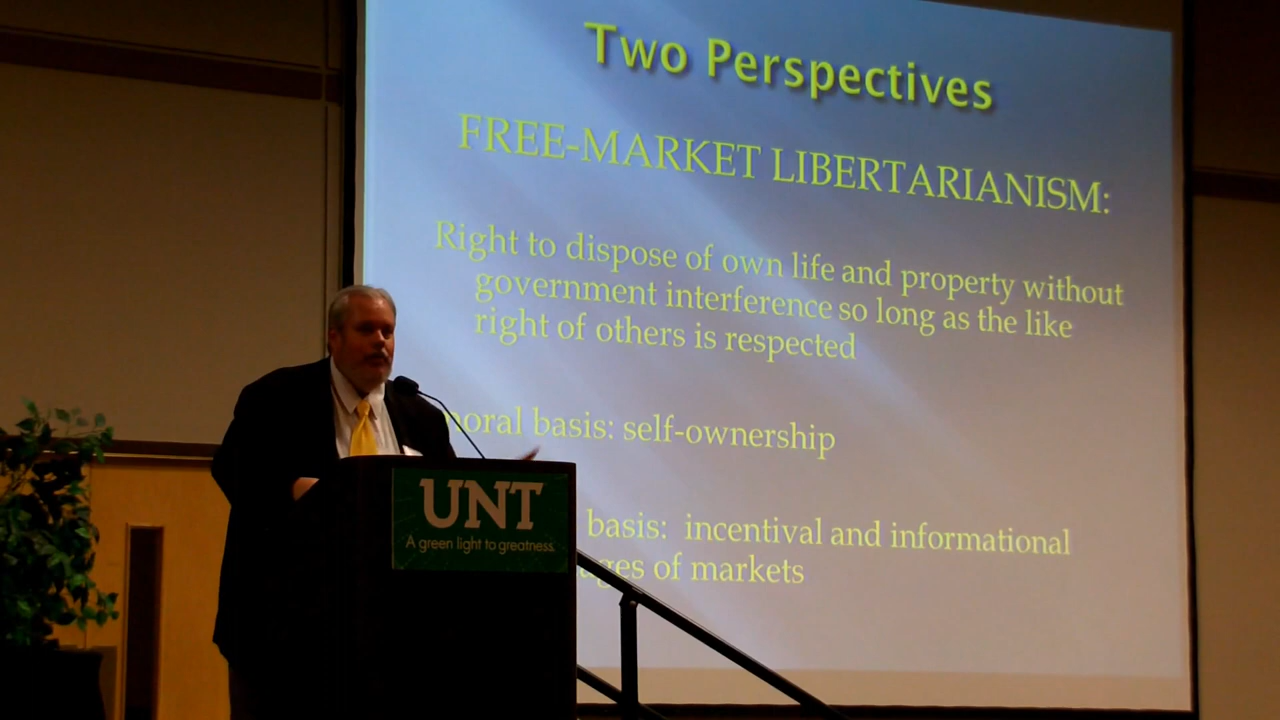 Two Perspectives
FREE-MARKET LIBERTARIANISM:
Right to dispose of own life and property without
government interference so long as the like
right of others is respected
moral basis: self-ownership
basis: incentival and informational
of markets
UNT
A green light to greatness.